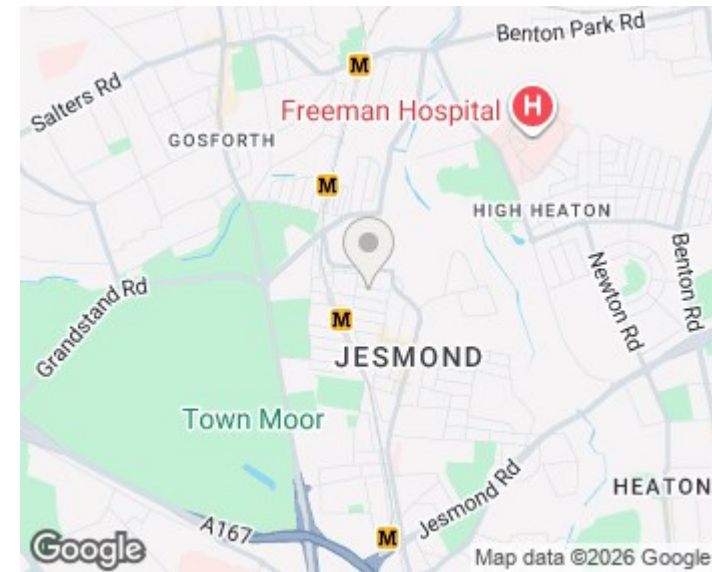 Benton Park Rd
M
Salters Rd
Freeman Hospital H
GOSFORTH
M
HIGH HEATON
Benton Rd
Newton Rd
Grandstand Rd
M
JESMOND
Town Moor
Jesmond Rd
HEATON
A167
M
Google
Map data ©2026 Google